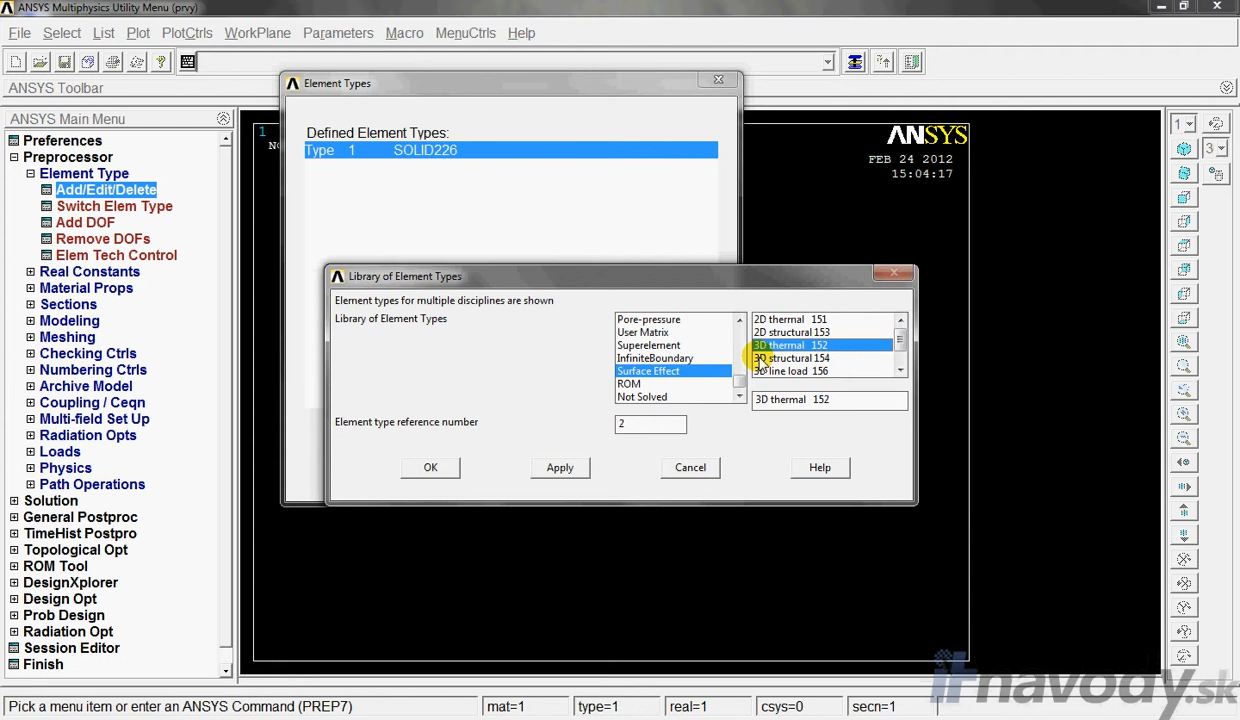 ANSYS Multiphysics Utility Menu (prvy)
File Select List Plot PlotCtrls WorkPlane Parameters Macro MenuCtrls Help
ANSYS Toolbar
ANSYS Main Menu
Preferences
Preprocessor
Element Type
Add/Edit/Delete
Switch Elem Type
Add DOF
Remove DOFs
Elem Tech Control
Real Constants
Material Props
Sections
Modeling
Meshing
Checking Ctrls
Numbering Ctrls
Archive Model
Coupling / Ceqn
Multi-field Set Up
Radiation Opts
Loads
Physics
Path Operations
Solution
General Postproc
TimeHist Postpro
Topological Opt
ROM Tool
DesignXplorer
Design Opt
Prob Design
Radiation Opt
Session Editor
Finish
1
ANSYS
FEB 24 2012
15:04:17
Element Types
Defined Element Types:
Type 1 SOLID226
Library of Element Types
Element types for multiple disciplines are shown
Library of Element Types
Pore-pressure
User Matrix
Superelement
InfiniteBoundary
Surface Effect
ROM
Not Solved
2D thermal 151
2D structural 153
3D thermal 152
3D structural 154
3D line load 156
3D thermal 152
Element type reference number
2
OK Apply Cancel Help
1
3
Pick a menu item or enter an ANSYS Command (PREP7)
mat=1
type=1
real=1
csys=0
secn=1
iTnavody.sk